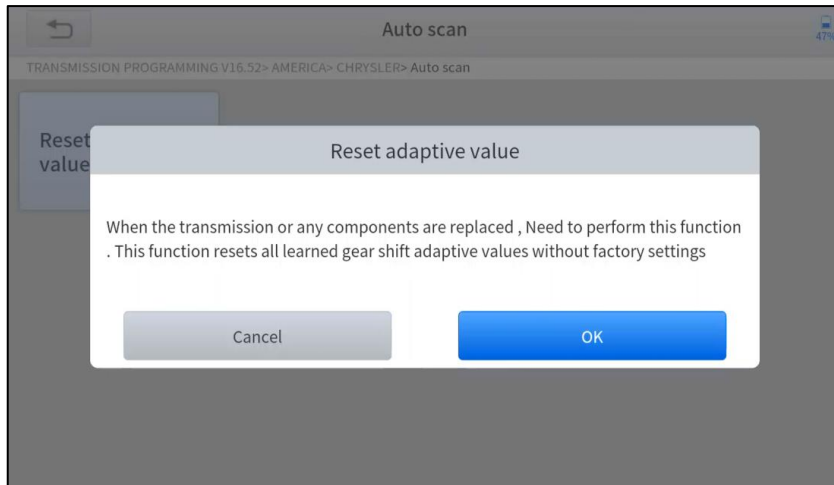 Auto scan
47%
TRANSMISSION PROGRAMMING V16.52> AMERICA> CHRYSLER> Auto scan
Reset
value
Reset adaptive value
When the transmission or any components are replaced , Need to perform this function
. This function resets all learned gear shift adaptive values without factory settings
Cancel
OK